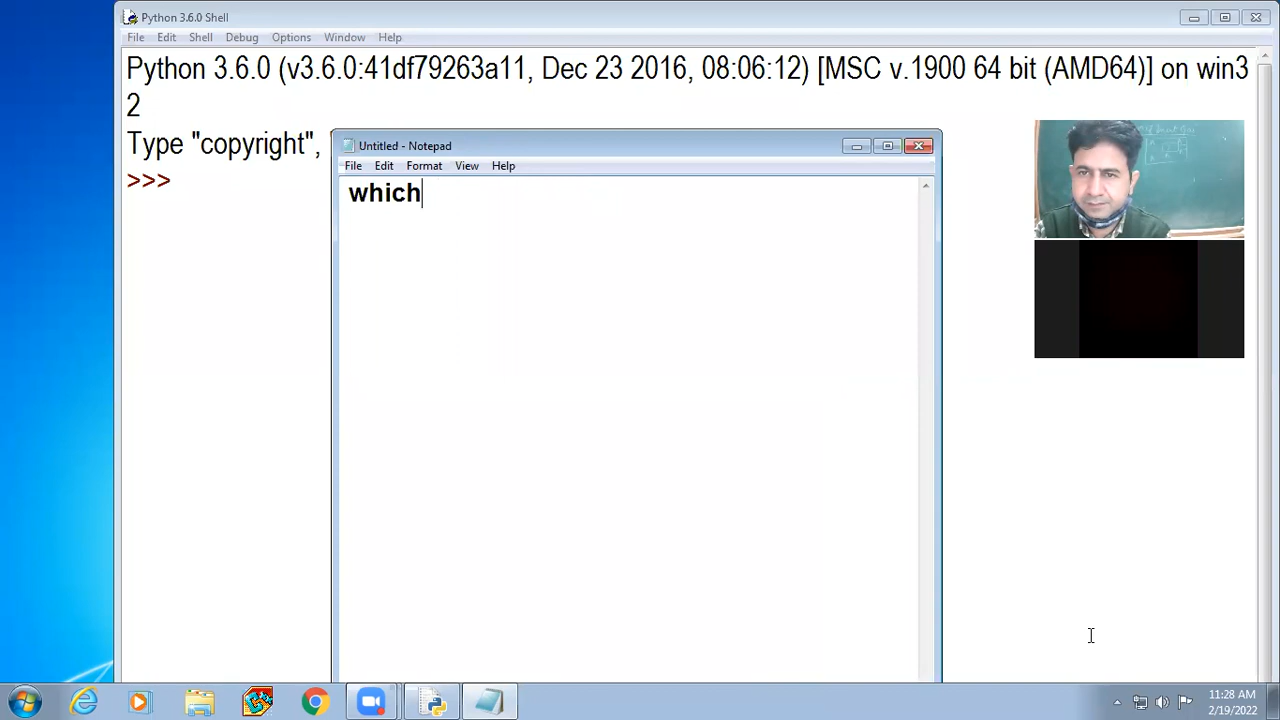 Python 3.6.0 Shell
File Edit Shell Debug Options Window Help
Python 3.6.0 (v3.6.0:41df79263a11, Dec 23 2016, 08:06:12) [MSC v.1900 64 bit (AMD64)] on win3
2
Type "copyright",
>>>
Untitled - Notepad
File Edit Format View Help
which
11:28 AM
2/19/2022